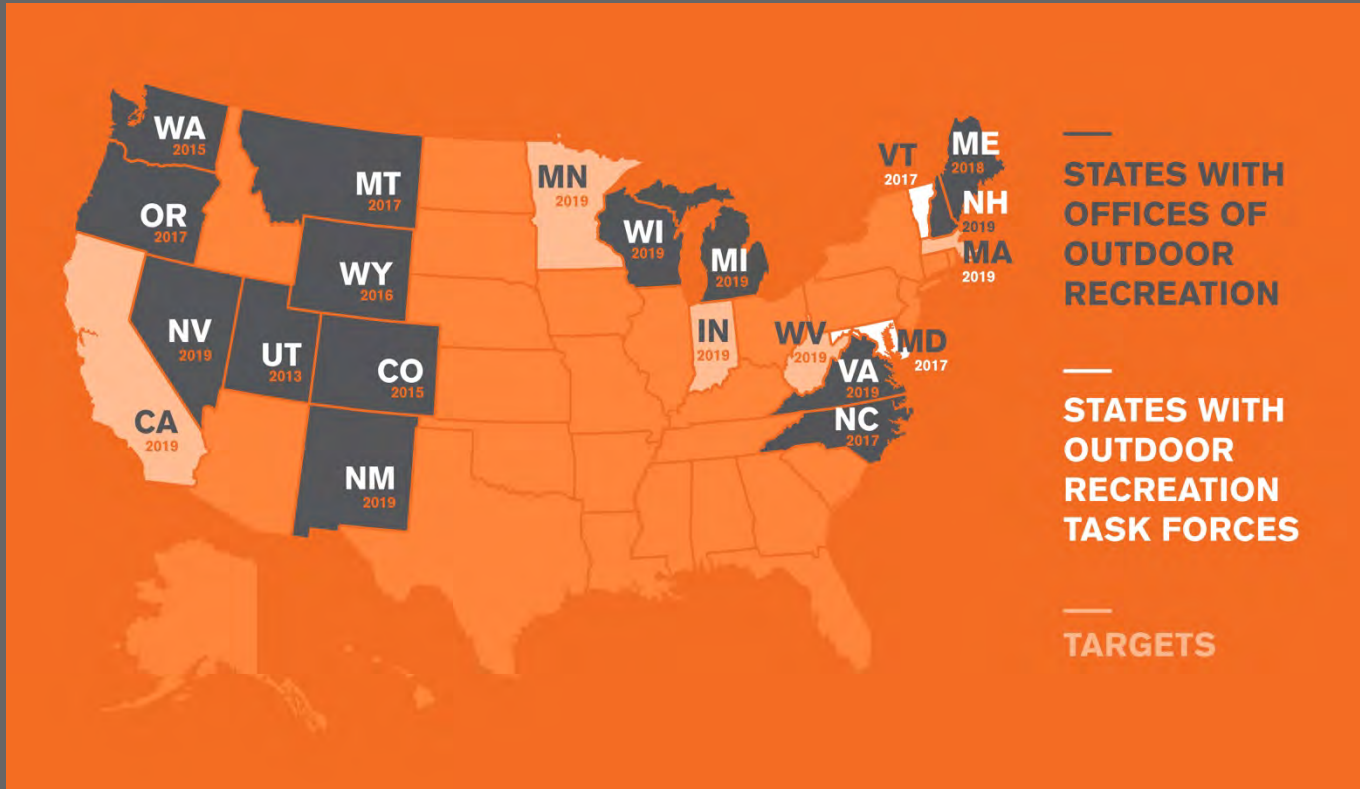 WA
2015
OR
2017
CA
2019
NV
2019
UT
2013
MT
2017
WY
2016
CO
2015
NM
2019
MN
2019
WI
2019
MI
2019
IN
2019
WV
2019
VA
2019
NC
2017
MD
2017
VT
2017
ME
2018
NH
2019
MA
2019
STATES WITH
OFFICES OF
OUTDOOR
RECREATION
STATES WITH
OUTDOOR
RECREATION
TASK FORCES
TARGETS